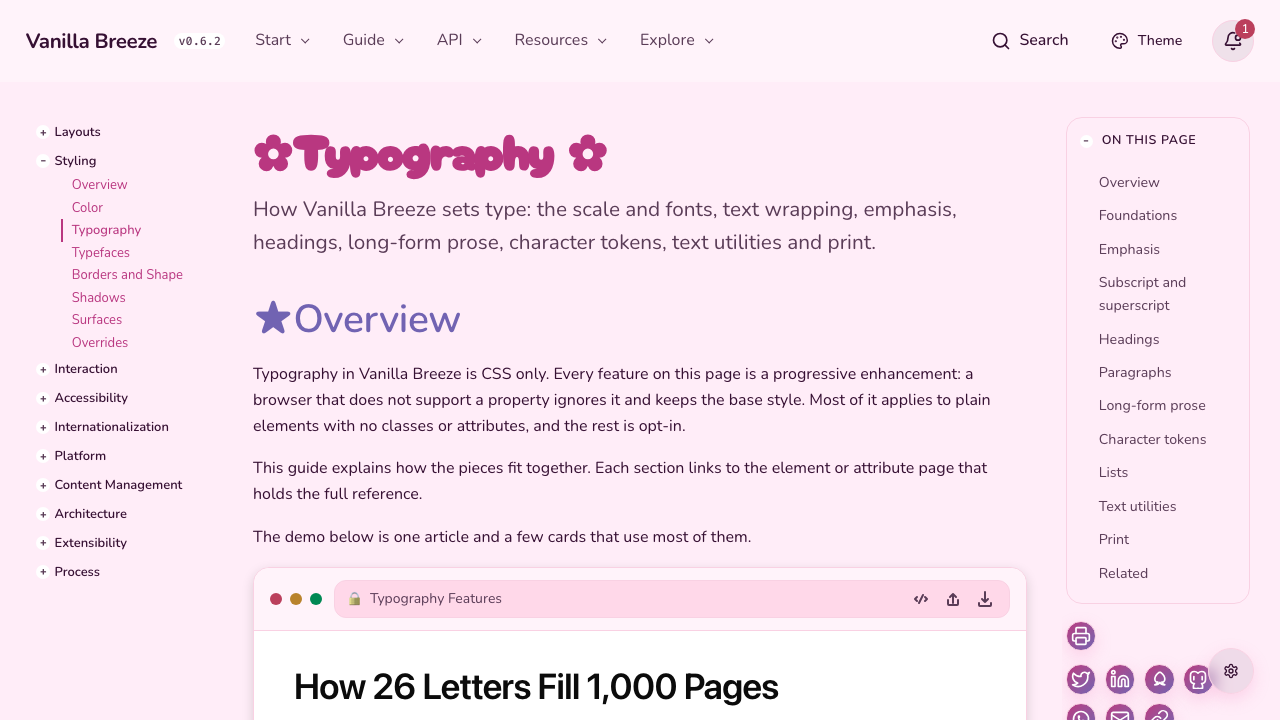 Vanilla Breeze v0.6.2 Start Guide API Resources Explore Search Theme 1
+ Layouts
- Styling
Overview
Color
Typography
Typefaces
Borders and Shape
Shadows
Surfaces
Overrides
+ Interaction
+ Accessibility
+ Internationalization
+ Platform
+ Content Management
+ Architecture
+ Extensibility
+ Process
✿Typography ✿
How Vanilla Breeze sets type: the scale and fonts, text wrapping, emphasis,
headings, long-form prose, character tokens, text utilities and print.
★Overview
Typography in Vanilla Breeze is CSS only. Every feature on this page is a progressive enhancement: a
browser that does not support a property ignores it and keeps the base style. Most of it applies to plain
elements with no classes or attributes, and the rest is opt-in.
This guide explains how the pieces fit together. Each section links to the element or attribute page that
holds the full reference.
The demo below is one article and a few cards that use most of them.
🔒 Typography Features
How 26 Letters Fill 1,000 Pages
- ON THIS PAGE
Overview
Foundations
Emphasis
Subscript and
superscript
Headings
Paragraphs
Long-form prose
Character tokens
Lists
Text utilities
Print
Related